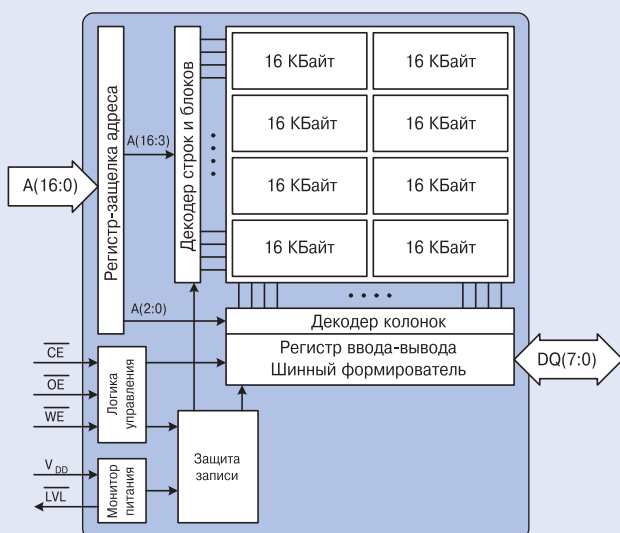 A(16:0)
Регистр-защелка адреса
A(16:3)
A(2:0)
Декодер строк и блоков
16 КБайт
16 КБайт
16 КБайт
16 КБайт
16 КБайт
16 КБайт
16 КБайт
16 КБайт
Декодер колонок
Регистр ввода-вывода
Шинный формирователь
DQ(7:0)
CE
OE
WE
Логика
управления
VDD
LVL
Монитор
питания
Защита
записи